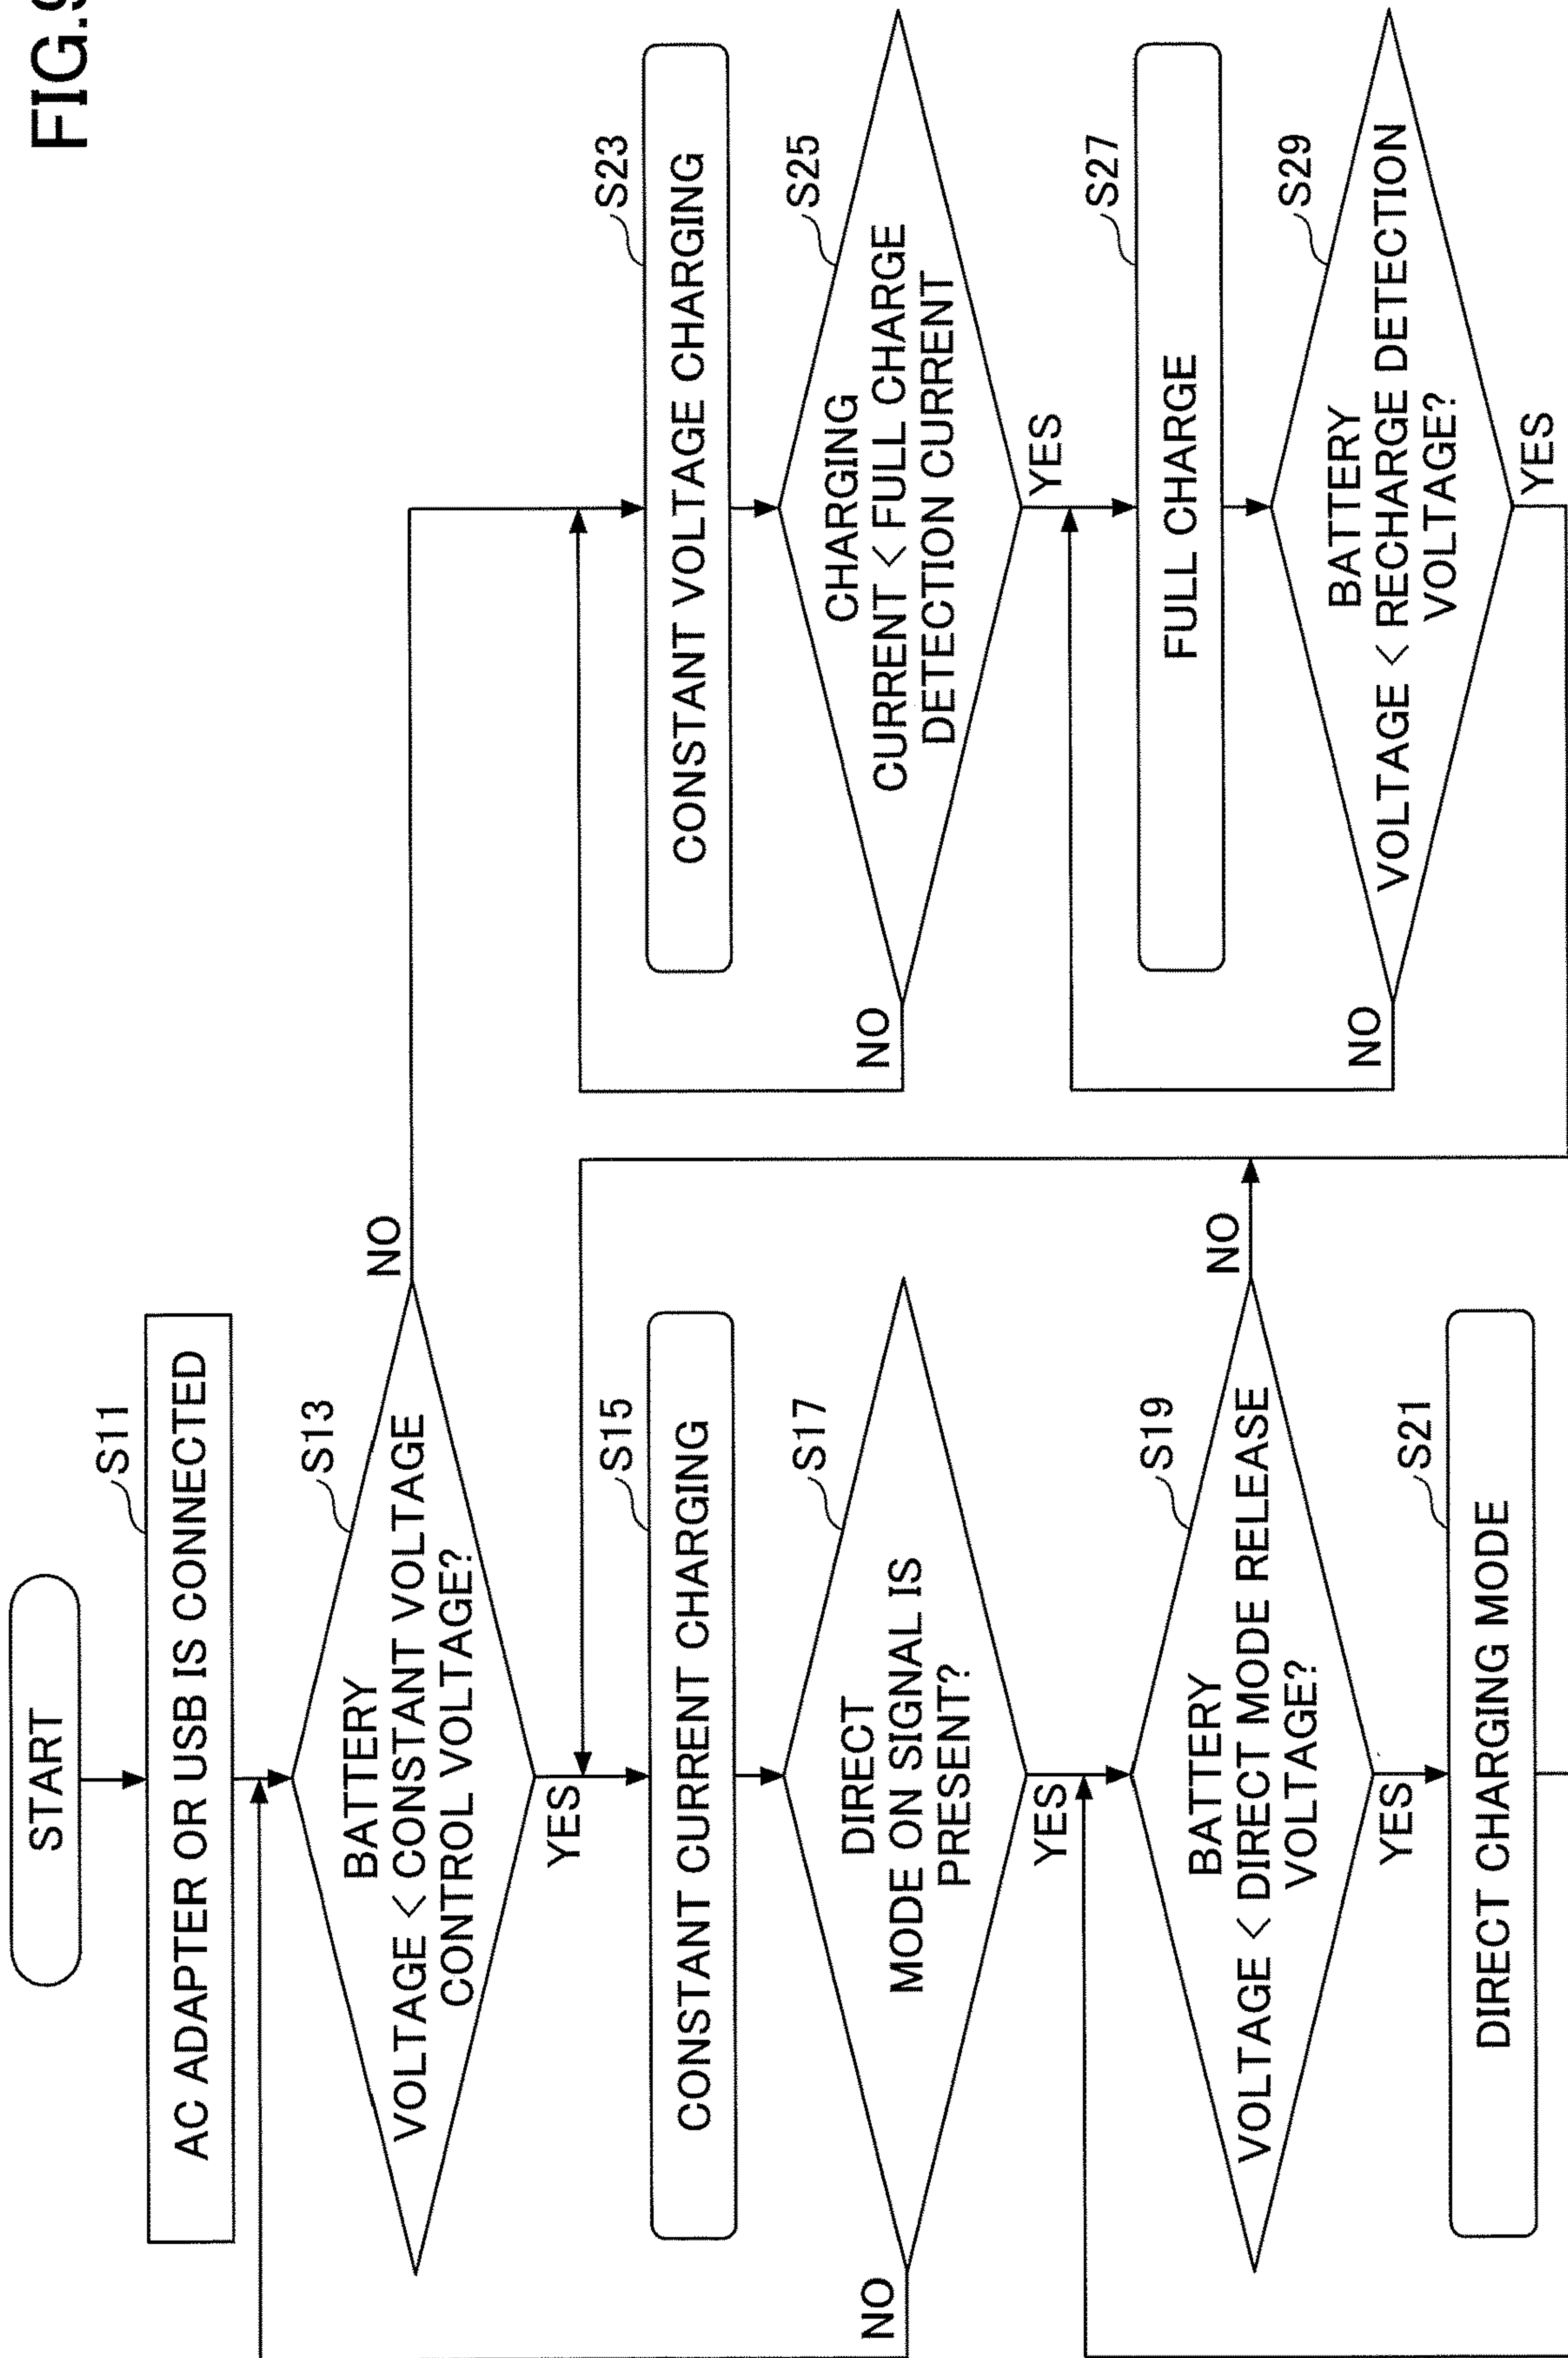 FIG.9
START
S11
AC ADAPTER OR USB IS CONNECTED
S13
BATTERY
VOLTAGE < CONSTANT VOLTAGE
CONTROL VOLTAGE?
NO
YES
S15
CONSTANT CURRENT CHARGING
S17
DIRECT
MODE ON SIGNAL IS
PRESENT?
NO
YES
S19
BATTERY
VOLTAGE < DIRECT MODE RELEASE
VOLTAGE?
NO
YES
S21
DIRECT CHARGING MODE
S23
CONSTANT VOLTAGE CHARGING
S25
CHARGING
CURRENT < FULL CHARGE
DETECTION CURRENT
NO
YES
S27
FULL CHARGE
S29
BATTERY
VOLTAGE < RECHARGE DETECTION
VOLTAGE?
NO
YES